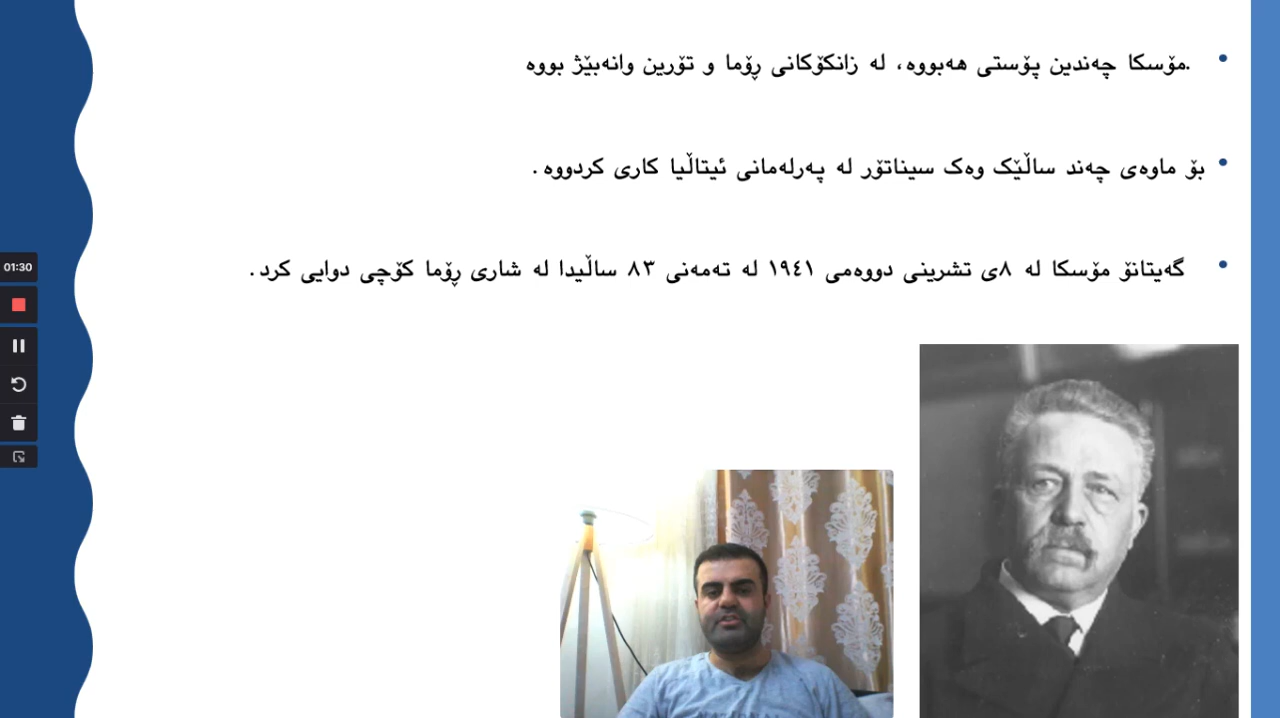 .مۆسکا چەندین پۆستی هەبووە، لە زانکۆکانی ڕۆما و تۆرین وانەبێژ بووە
بۆ ماوەی چەند ساڵێک وەک سیناتۆر لە پەرلەمانی ئیتاڵیا کاری کردووە.
گەیتانۆ مۆسکا لە ٨ی تشرینی دووەمی ١٩٤١ لە تەمەنی ٨٣ ساڵیدا لە شاری ڕۆما کۆچی دوایی کرد.
01:30